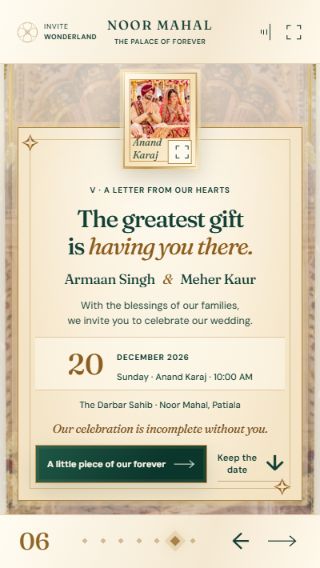 INVITE
WONDERLAND
NOOR MAHAL
THE PALACE OF FOREVER
Anand
Karaj
V · A LETTER FROM OUR HEARTS
The greatest gift
is having you there.
Armaan Singh & Meher Kaur
With the blessings of our families,
we invite you to celebrate our wedding.
20
DECEMBER 2026
Sunday · Anand Karaj · 10:00 AM
The Darbar Sahib · Noor Mahal, Patiala
Our celebration is incomplete without you.
A little piece of our forever
Keep the
date
06